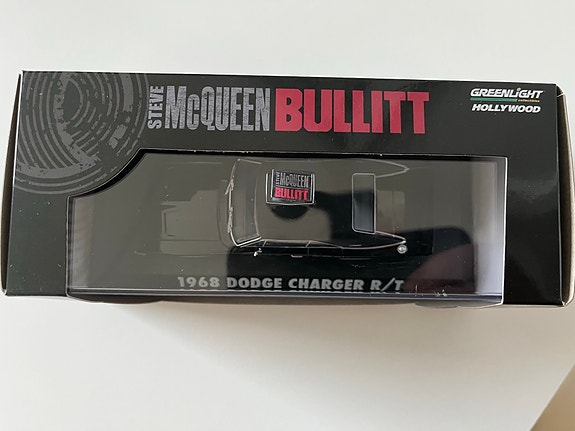 STEVE McQUEEN BULLITT
GREENLIGHT
HOLLYWOOD
STEVE McQUEEN
BULLITT
1968 DODGE CHARGER R/T